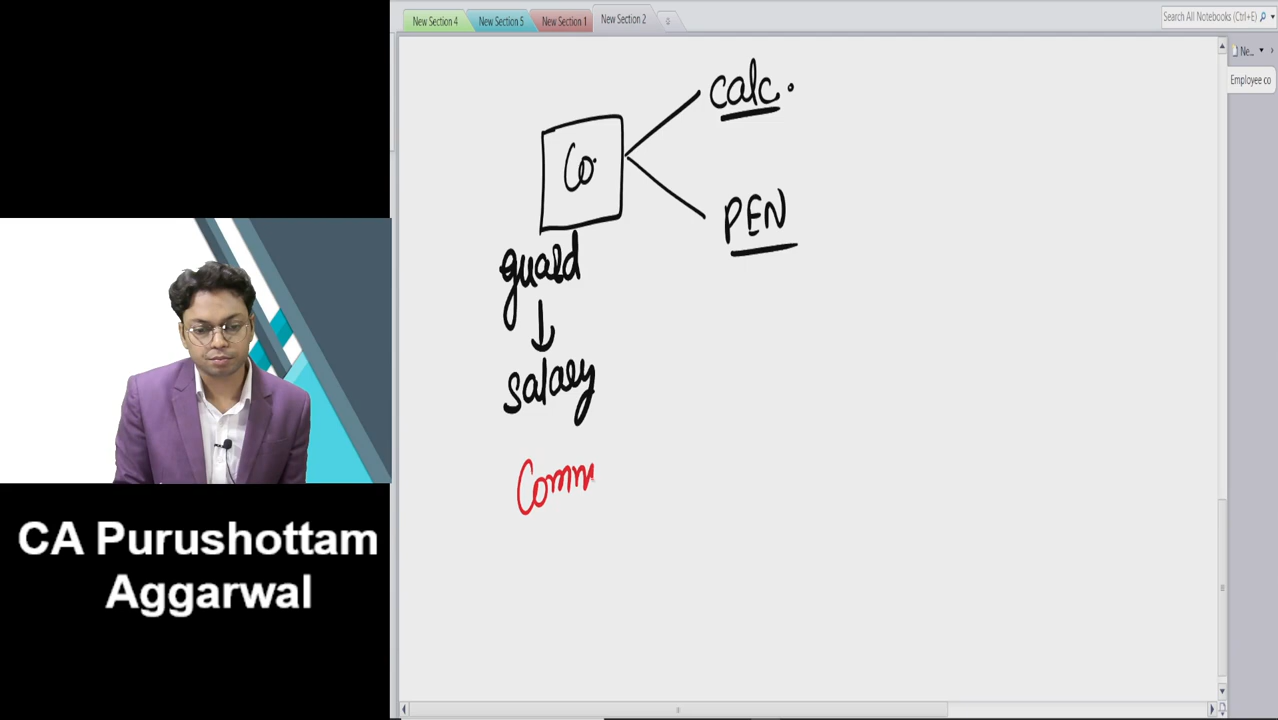 New Section 4
New Section 5
New Section 1
New Section 2
Search All Notebooks (Ctrl+E)
Ne...
Employee co
calc.
Co.
PEN
guard
salary
Comm
CA Purushottam
Aggarwal